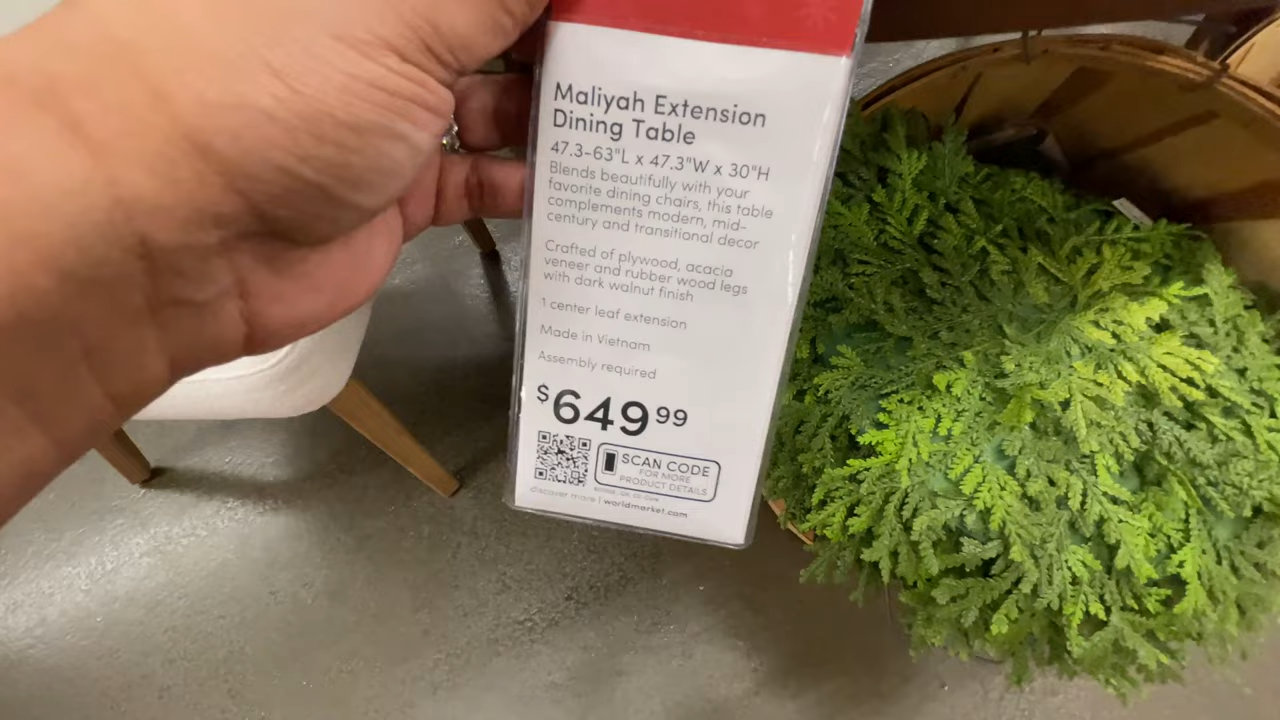 Maliyah Extension
Dining Table
47.3-63"L x 47.3"W x 30"H
Blends beautifully with your
favorite dining chairs, this table
complements modern, mid-
century and transitional decor
Crafted of plywood, acacia
veneer and rubber wood legs
with dark walnut finish
1 center leaf extension
Made in Vietnam
Assembly required
$649 99
SCAN CODE
FOR MORE
PRODUCT DETAILS
discover more | worldmarket.com